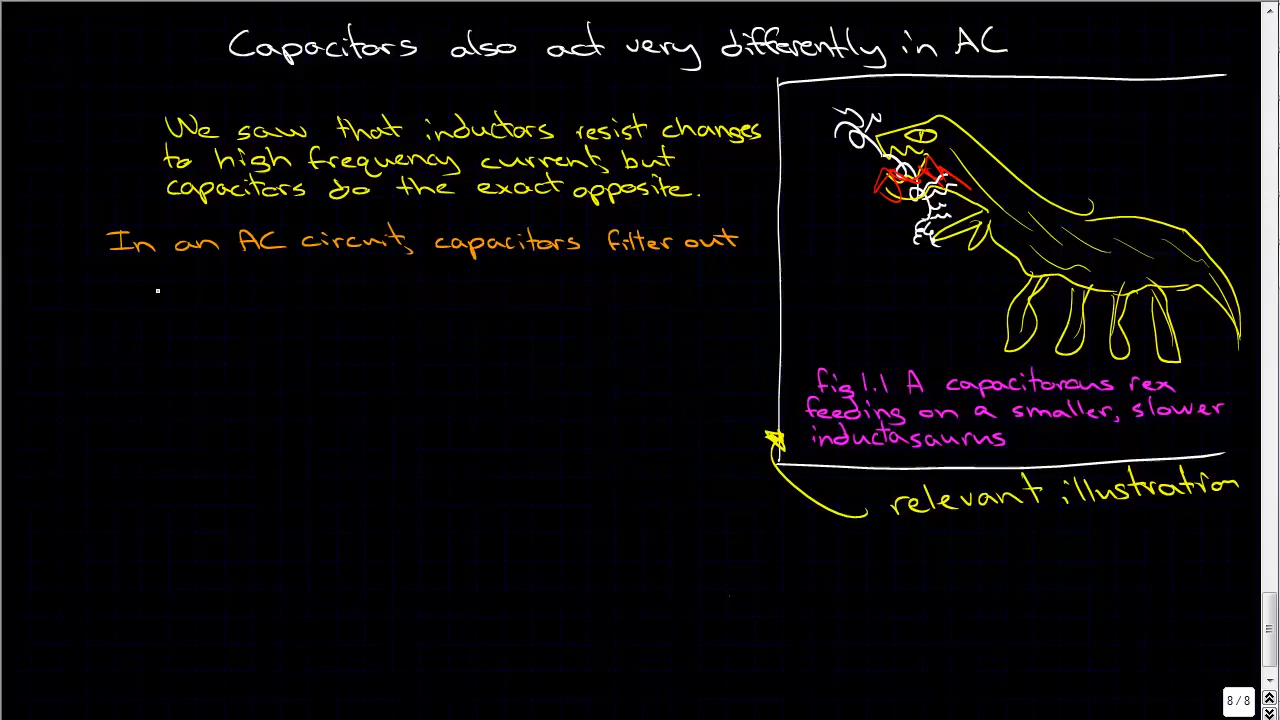 Capacitors also act very differently in AC
We saw that inductors resist changes
to high frequency current, but
capacitors do the exact opposite.
In an AC circuit, capacitors filter out
fig 1.1 A capacitoraus rex
feeding on a smaller, slower
inductasaurus
relevant illustration
8/8